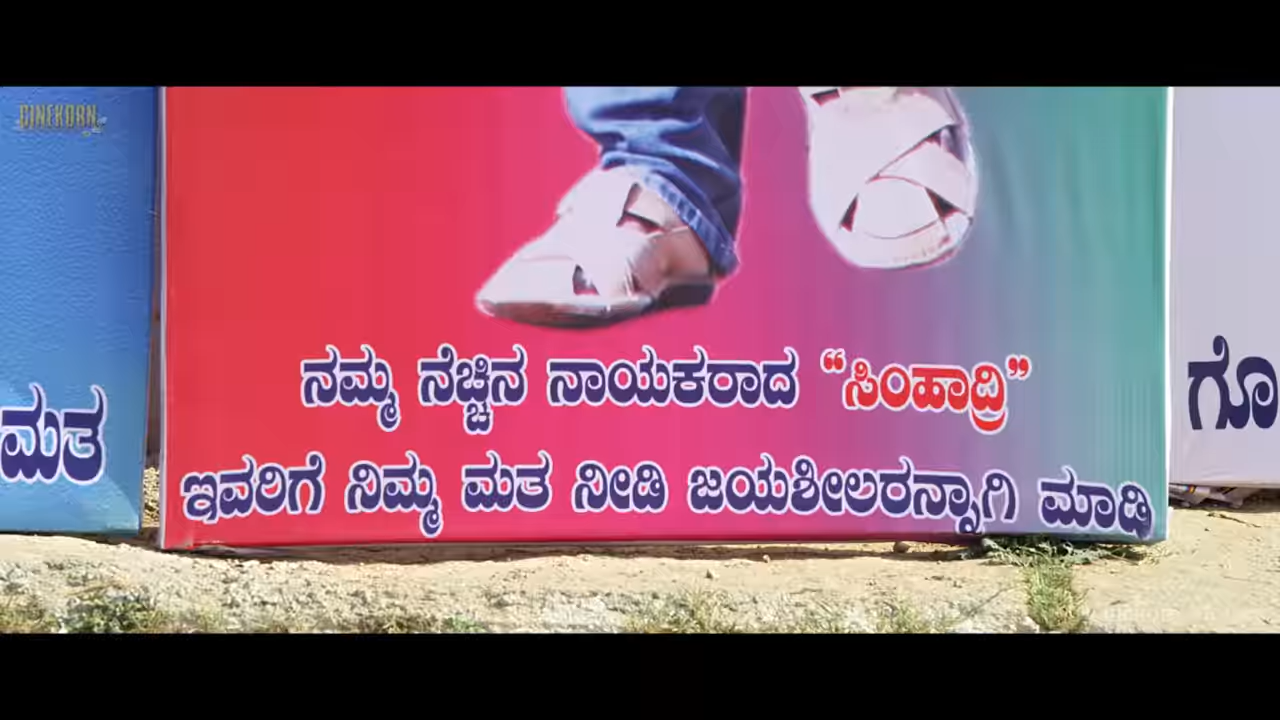 CINEKORN
ನಮ್ಮ ನೆಚ್ಚಿನ ನಾಯಕರಾದ “ಸಿಂಹಾದ್ರಿ”
ಇವರಿಗೆ ನಿಮ್ಮ ಮತ ನೀಡಿ ಜಯಶೀಲರನ್ನಾಗಿ ಮಾಡಿ
ಮತ
ಗೊ